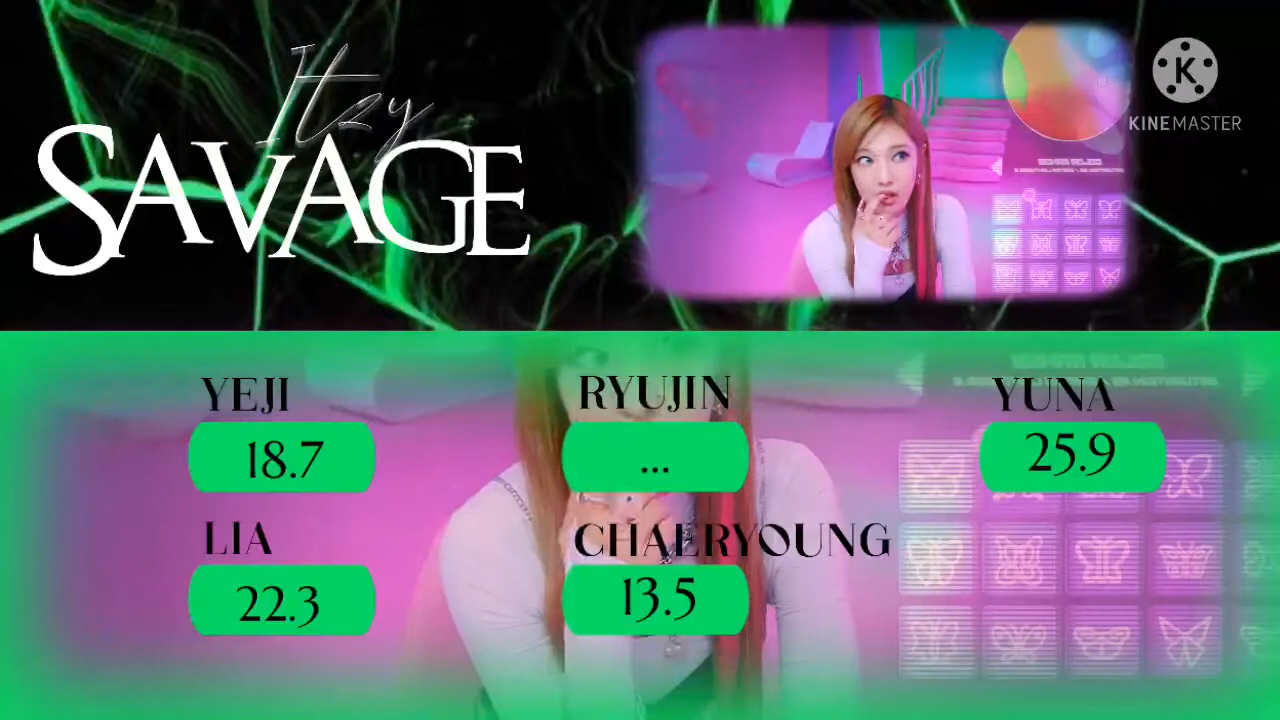 Itzy
SAVAGE
K
KINEMASTER
YEJI
RYUJIN
YUNA
18.7
...
25.9
LIA
CHAERYOUNG
22.3
13.5